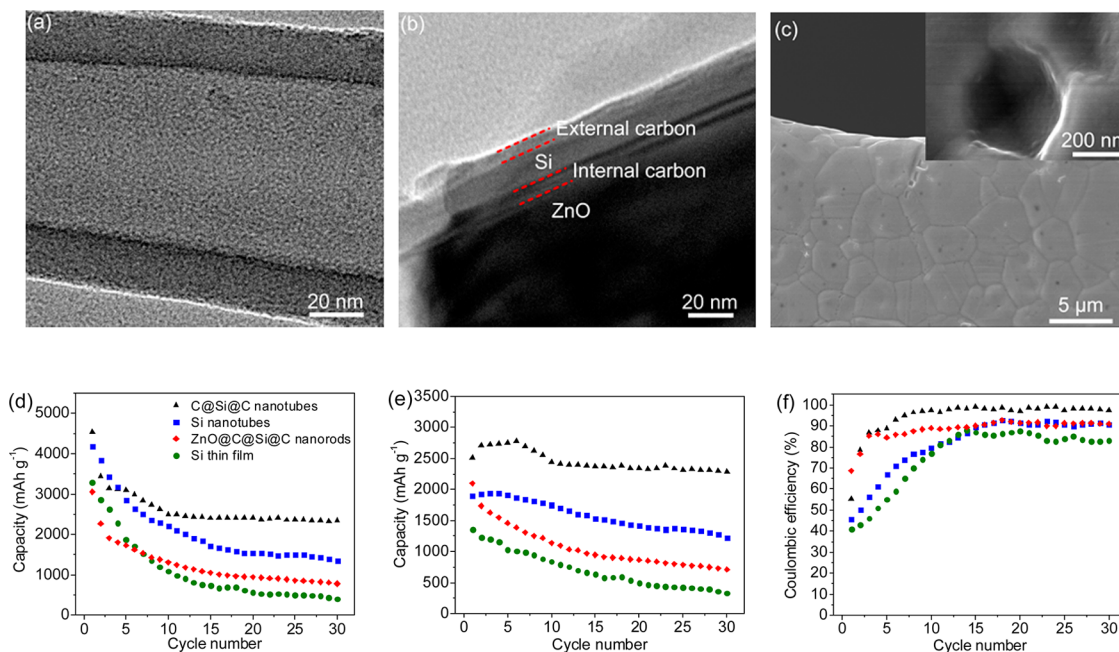 (a)
20 nm
(b)
External carbon
Si
Internal carbon
ZnO
20 nm
(c)
200 nm
5 µm
(d)
5000
4000
3000
2000
1000
0
Capacity (mAh g⁻¹)
C@Si@C nanotubes
Si nanotubes
ZnO@C@Si@C nanorods
Si thin film
0 5 10 15 20 25 30
Cycle number
(e)
3500
3000
2500
2000
1500
1000
500
0
Capacity (mAh g⁻¹)
0 5 10 15 20 25 30
Cycle number
(f)
100
90
80
70
60
50
40
30
20
10
0
Coulombic efficiency (%)
0 5 10 15 20 25 30
Cycle number